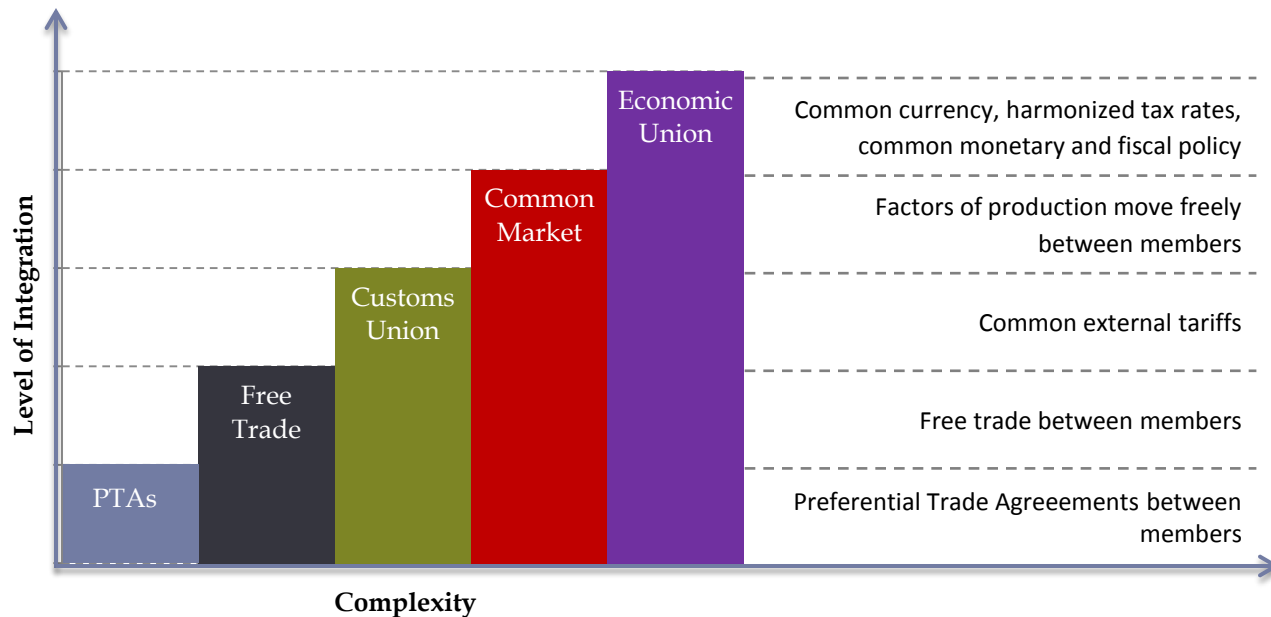 Level of Integration
Economic
Union
Common
Market
Customs
Union
Free
Trade
PTAs
Common currency, harmonized tax rates,
common monetary and fiscal policy
Factors of production move freely
between members
Common external tariffs
Free trade between members
Preferential Trade Agreeements between
members
Complexity